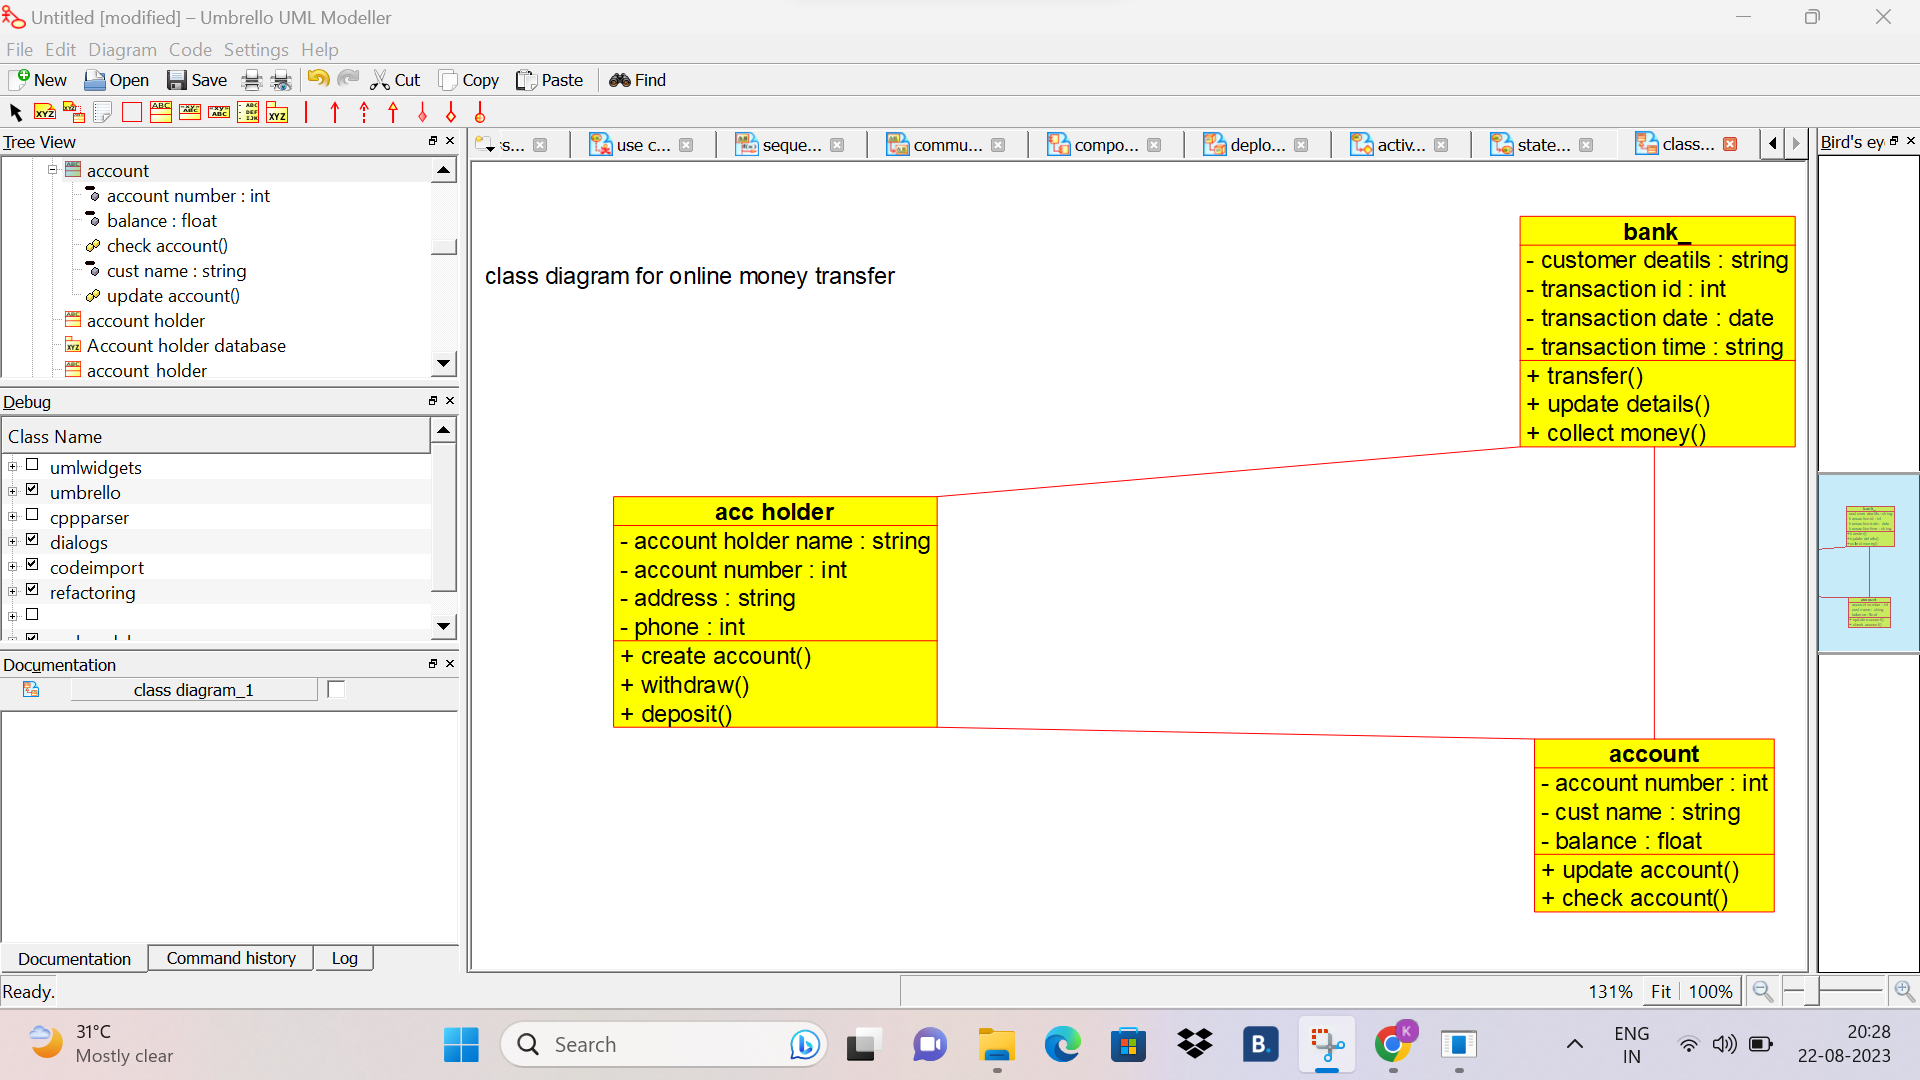 Untitled [modified] – Umbrello UML Modeller
File Edit Diagram Code Settings Help
New Open Save Cut Copy Paste Find
Tree View
account
account number : int
balance : float
check account()
cust name : string
update account()
account holder
Account holder database
account holder
Debug
Class Name
umlwidgets
umbrello
cppparser
dialogs
codeimport
refactoring
Documentation
class diagram_1
Documentation Command history Log
Ready.
use c... seque... commu... compo... deplo... activ... state... class...
Bird's ey
class diagram for online money transfer
bank_
- customer deatils : string
- transaction id : int
- transaction date : date
- transaction time : string
+ transfer()
+ update details()
+ collect money()
acc holder
- account holder name : string
- account number : int
- address : string
- phone : int
+ create account()
+ withdraw()
+ deposit()
account
- account number : int
- cust name : string
- balance : float
+ update account()
+ check account()
131% Fit 100%
31°C
Mostly clear
Search
B.
K
ENG
IN
20:28
22-08-2023